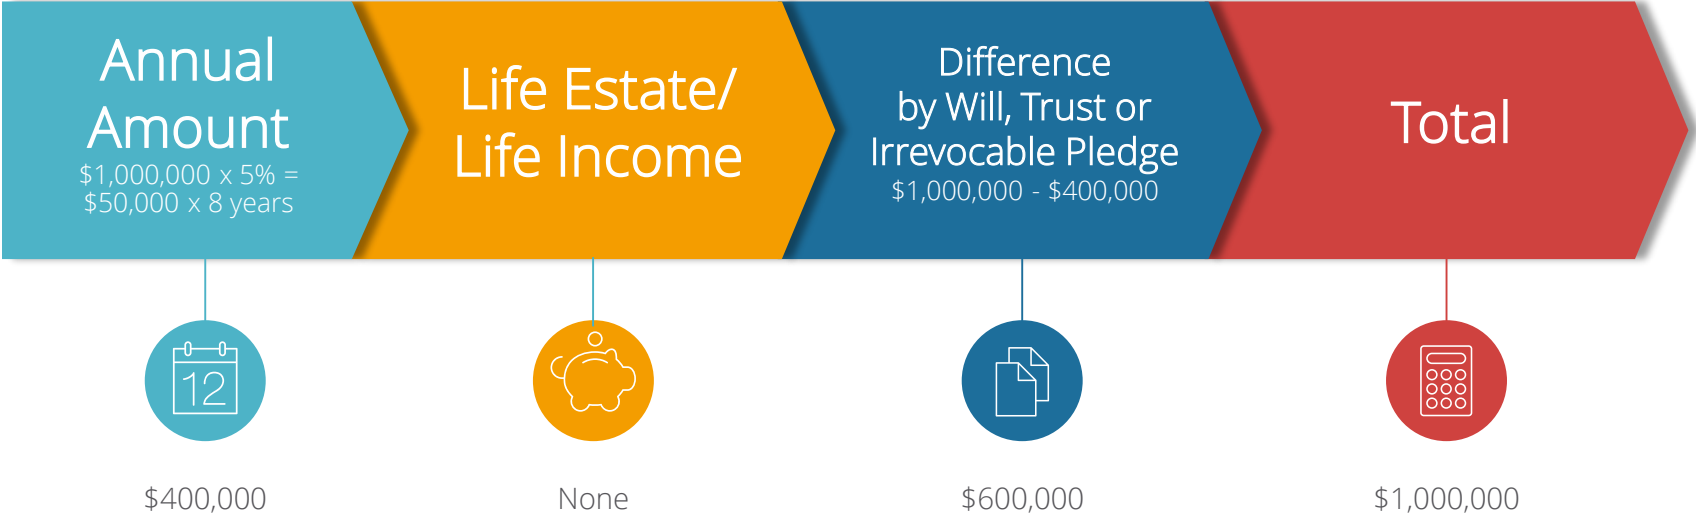 Annual
Amount
$1,000,000 x 5% =
$50,000 x 8 years
Life Estate/
Life Income
Difference
by Will, Trust or
Irrevocable Pledge
$1,000,000 - $400,000
Total
12
$400,000
None
$600,000
$1,000,000